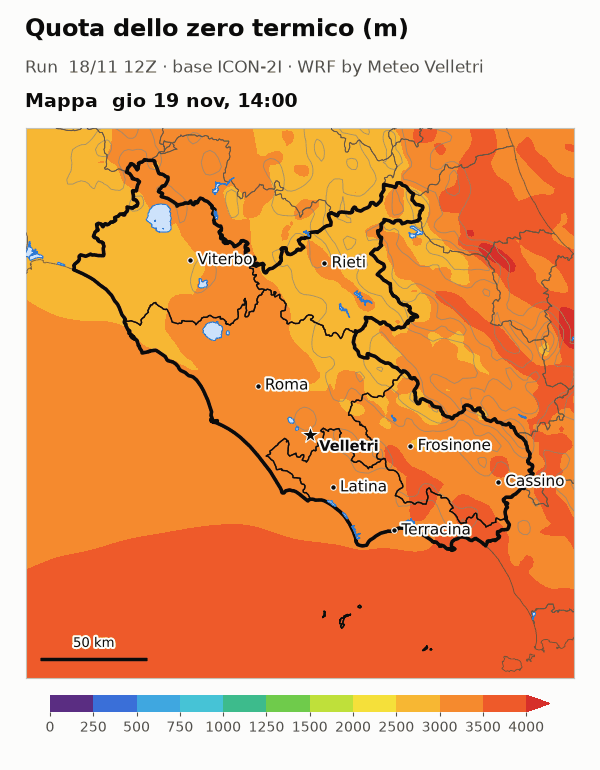 Quota dello zero termico (m)
Run  18/11 12Z · base ICON-2I · WRF by Meteo Velletri
Mappa  gio 19 nov, 14:00
Viterbo
Rieti
Roma
Velletri
Frosinone
Cassino
Latina
Terracina
50 km
0 250 500 750 1000 1250 1500 2000 2500 3000 3500 4000